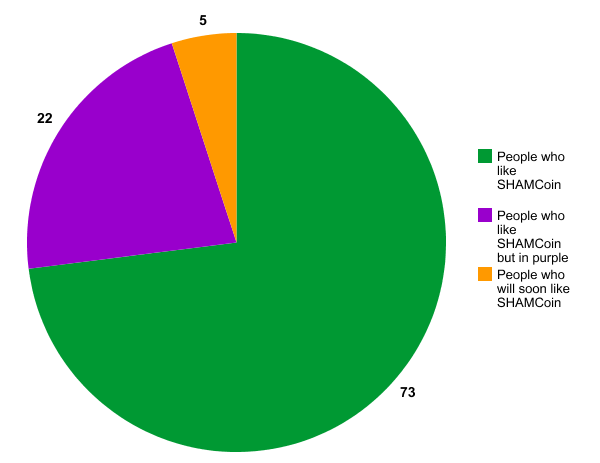 5
22
73
People who
like
SHAMCoin
People who
like
SHAMCoin
but in purple
People who
will soon like
SHAMCoin